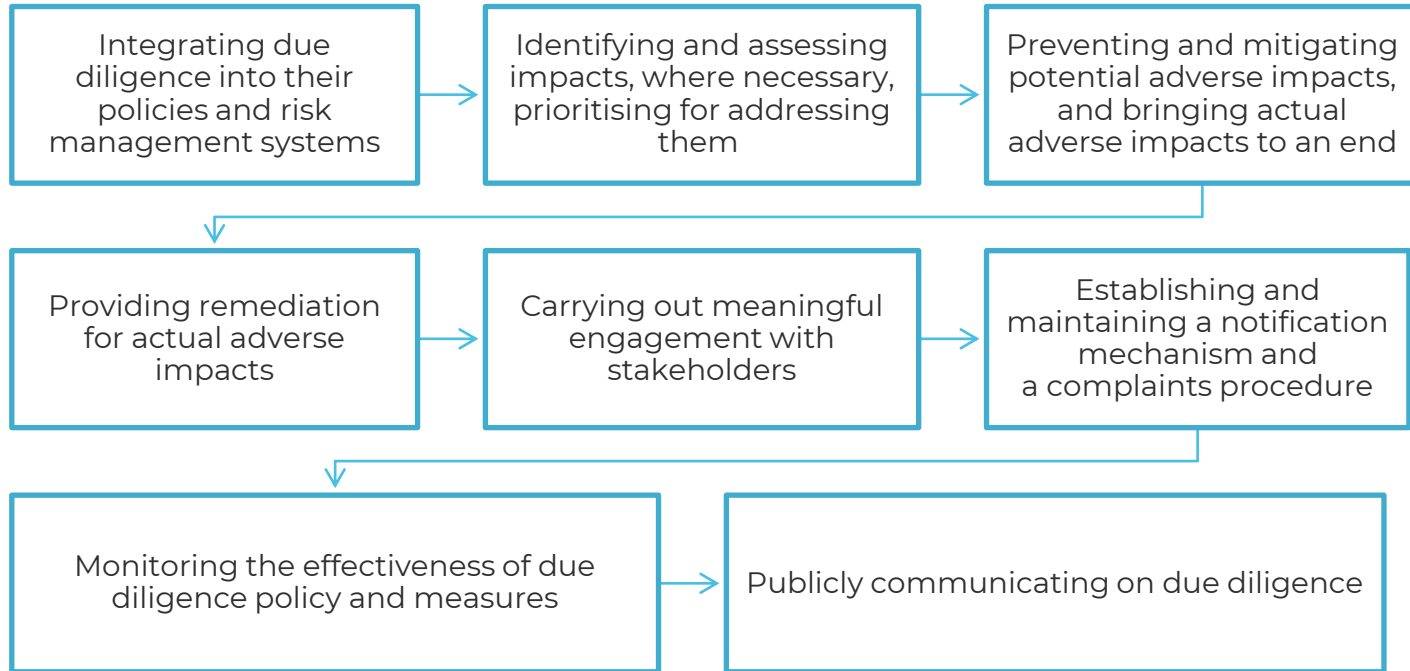 Integrating due
diligence into their
policies and risk
management systems
Identifying and assessing
impacts, where necessary,
prioritising for addressing
them
Preventing and mitigating
potential adverse impacts,
and bringing actual
adverse impacts to an end
Providing remediation
for actual adverse
impacts
Carrying out meaningful
engagement with
stakeholders
Establishing and
maintaining a notification
mechanism and
a complaints procedure
Monitoring the effectiveness of due
diligence policy and measures
Publicly communicating on due diligence